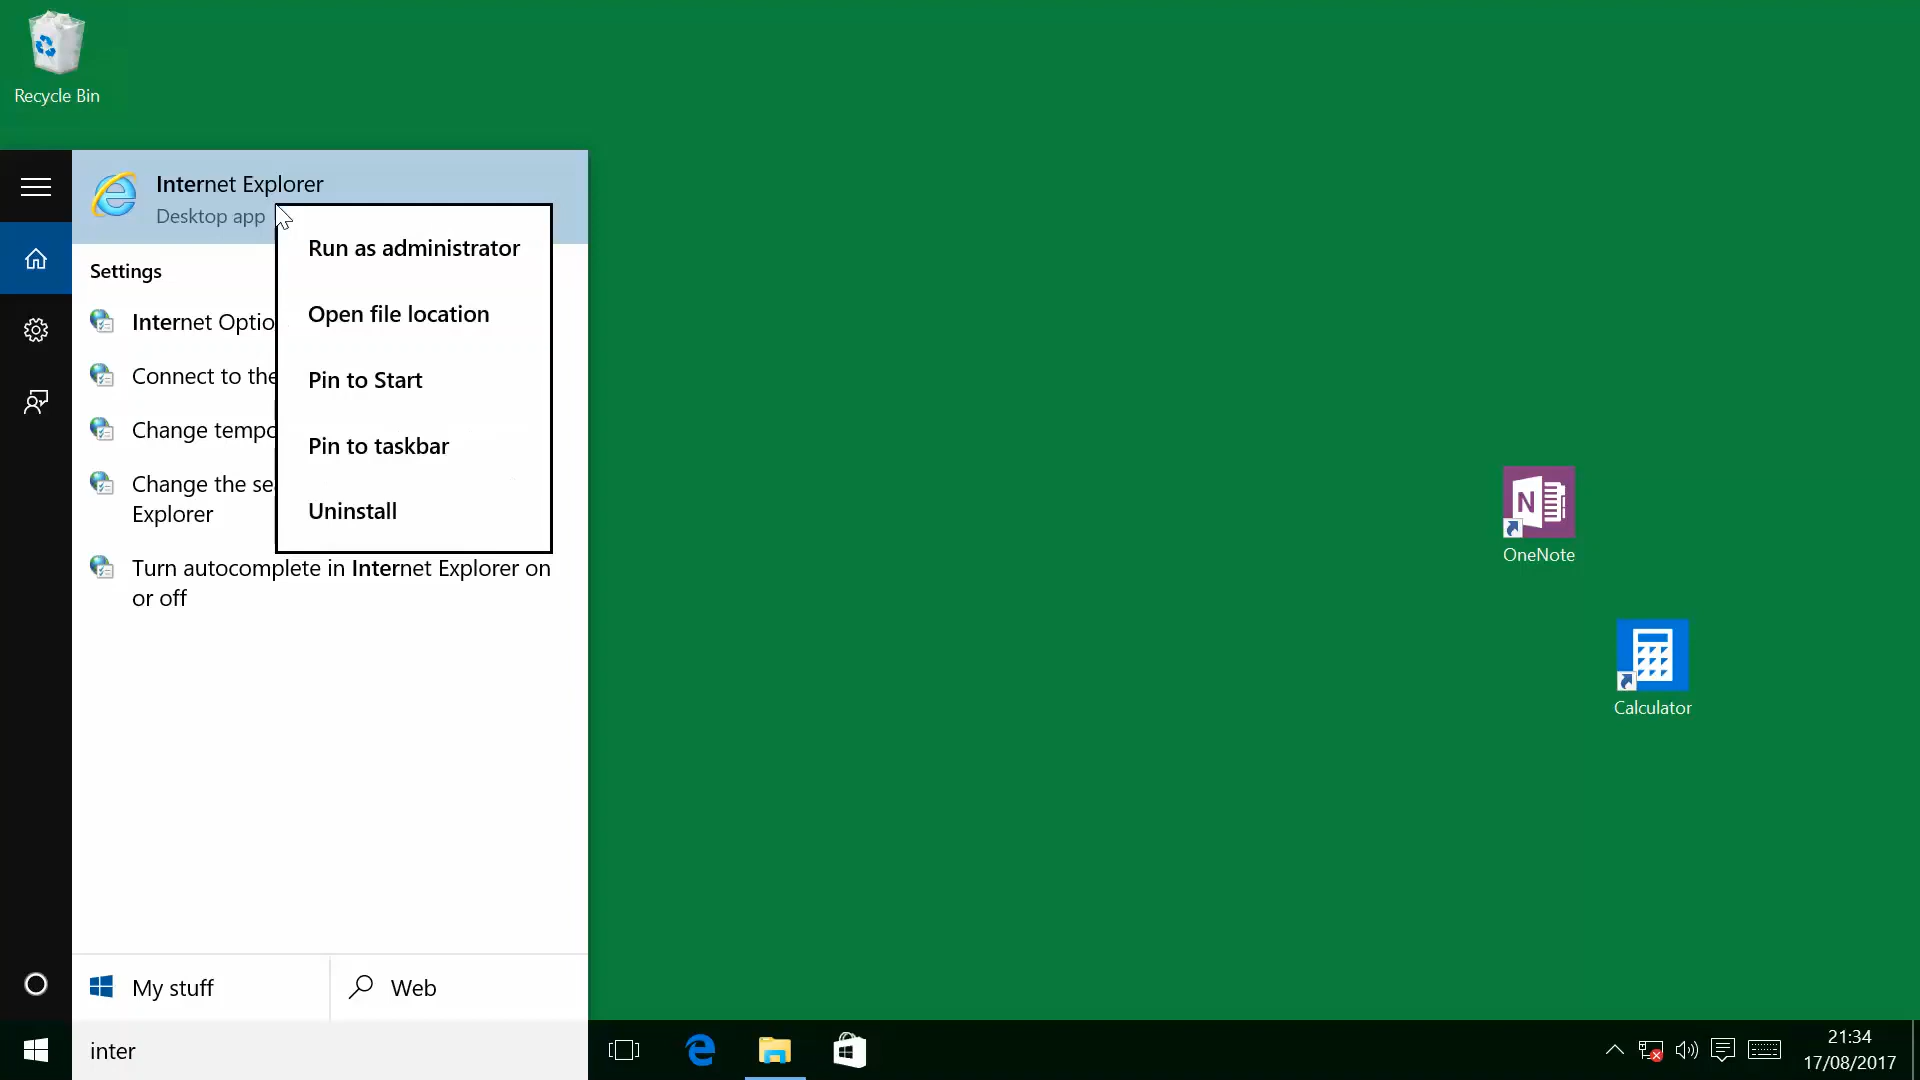 Recycle Bin
Internet Explorer
Desktop app
Run as administrator
Open file location
Pin to Start
Pin to taskbar
Uninstall
Settings
Internet Optio
Connect to the
Change tempo
Change the se
Explorer
Turn autocomplete in Internet Explorer on
or off
OneNote
Calculator
My stuff
Web
inter
21:34
17/08/2017